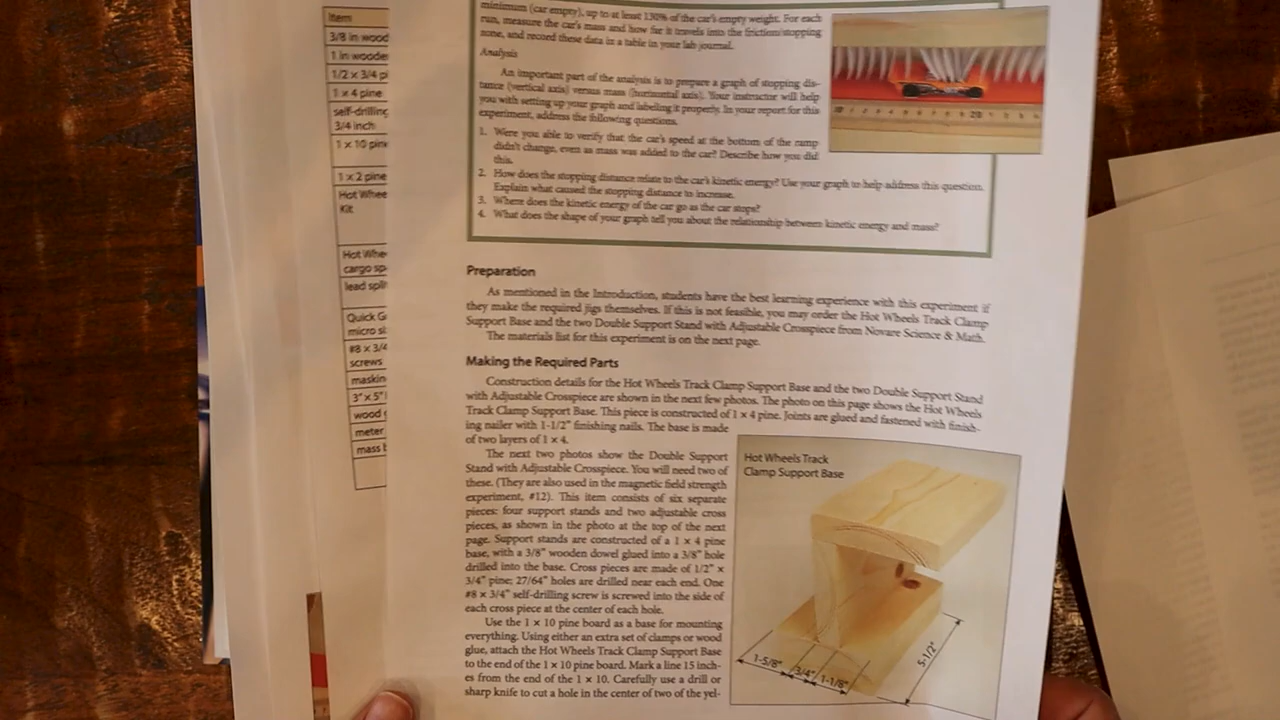 Item
3/8 in wood
1 in woode
1/2 x 3/4 p
1 x 4 pine
self-drilling
3/4 inch
1 x 10 pin
1 x 2 pine
Hot Whee
Kit
Hot Whe
cargo sp
lead split
Quick G
micro sl
#8 x 3/4
screws
maskin
3" x 5"
wood g
meter
mass b
minimum (car empty), up to at least 130% of the car's empty weight. For each
run, measure the car's mass and how far it travels into the friction/stopping
zone, and record these data in a table in your lab journal.
Analysis
An important part of the analysis is to prepare a graph of stopping dis-
tance (vertical axis) versus mass (horizontal axis). Your instructor will help
you with setting up your graph and labeling it properly. In your report for this
experiment, address the following questions.
1. Were you able to verify that the car's speed at the bottom of the ramp
didn't change, even as mass was added to the car? Describe how you did
this.
2. How does the stopping distance relate to the car's kinetic energy? Use your graph to help address this question.
Explain what caused the stopping distance to increase.
3. Where does the kinetic energy of the car go as the car stops?
4. What does the shape of your graph tell you about the relationship between kinetic energy and mass?
20
Preparation
As mentioned in the Introduction, students have the best learning experience with this experiment if
they make the required jigs themselves. If this is not feasible, you may order the Hot Wheels Track Clamp
Support Base and the two Double Support Stand with Adjustable Crosspiece from Novare Science & Math.
The materials list for this experiment is on the next page.
Making the Required Parts
Construction details for the Hot Wheels Track Clamp Support Base and the two Double Support Stand
with Adjustable Crosspiece are shown in the next few photos. The photo on this page shows the Hot Wheels
Track Clamp Support Base. This piece is constructed of 1 x 4 pine. Joints are glued and fastened with finish-
ing nailer with 1-1/2" finishing nails. The base is made
of two layers of 1 x 4.
The next two photos show the Double Support
Stand with Adjustable Crosspiece. You will need two of
these. (They are also used in the magnetic field strength
experiment, #12). This item consists of six separate
pieces: four support stands and two adjustable cross
pieces, as shown in the photo at the top of the next
page. Support stands are constructed of a 1 x 4 pine
base, with a 3/8" wooden dowel glued into a 3/8" hole
drilled into the base. Cross pieces are made of 1/2" x
3/4" pine; 27/64" holes are drilled near each end. One
#8 x 3/4" self-drilling screw is screwed into the side of
each cross piece at the center of each hole.
Use the 1 x 10 pine board as a base for mounting
everything. Using either an extra set of clamps or wood
glue, attach the Hot Wheels Track Clamp Support Base
to the end of the 1 x 10 pine board. Mark a line 15 inch-
es from the end of the 1 x 10. Carefully use a drill or
sharp knife to cut a hole in the center of two of the yel-
Hot Wheels Track
Clamp Support Base
1-5/8"
3/4"
1-1/8"
5-1/2"